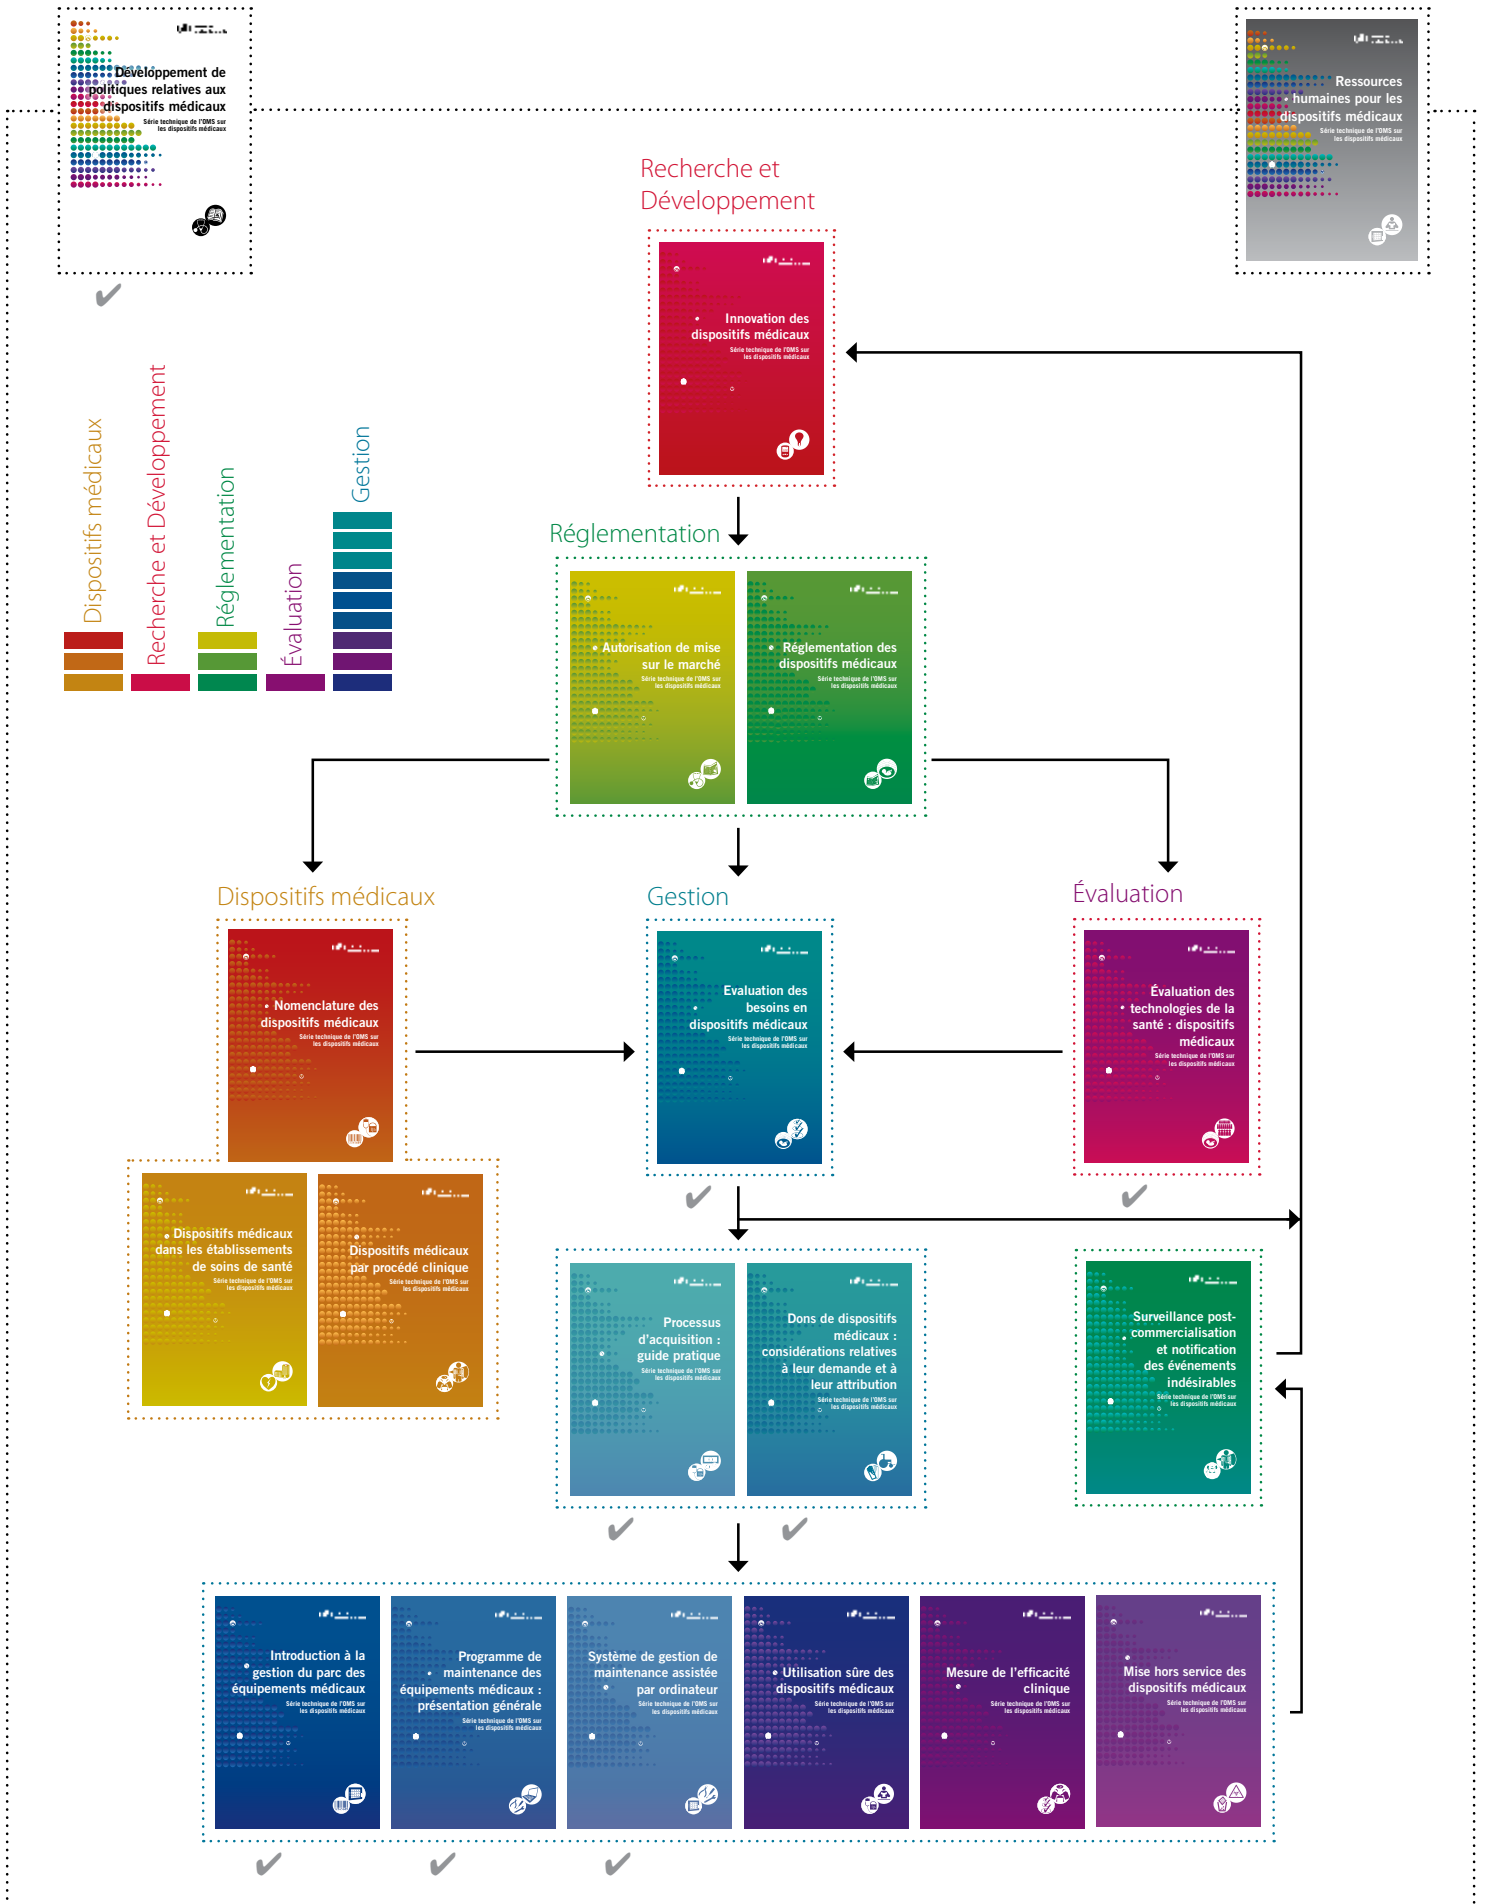 Développement de
politiques relatives aux
dispositifs médicaux
Série technique de l'OMS sur
les dispositifs médicaux
Ressources
humaines pour les
dispositifs médicaux
Série technique de l'OMS sur
les dispositifs médicaux
Recherche et
Développement
Innovation des
dispositifs médicaux
Série technique de l'OMS sur
les dispositifs médicaux
Dispositifs médicaux
Recherche et Développement
Réglementation
Évaluation
Gestion
Réglementation
Autorisation de mise
sur le marché
Série technique de l'OMS sur
les dispositifs médicaux
Réglementation des
dispositifs médicaux
Série technique de l'OMS sur
les dispositifs médicaux
Dispositifs médicaux
Gestion
Évaluation
Nomenclature des
dispositifs médicaux
Série technique de l'OMS sur
les dispositifs médicaux
Evaluation des
besoins en
dispositifs médicaux
Série technique de l'OMS sur
les dispositifs médicaux
Évaluation des
technologies de la
santé : dispositifs
médicaux
Série technique de l'OMS sur
les dispositifs médicaux
Dispositifs médicaux
dans les établissements
de soins de santé
Série technique de l'OMS sur
les dispositifs médicaux
Dispositifs médicaux
par procédé clinique
Série technique de l'OMS sur
les dispositifs médicaux
Processus
d'acquisition :
guide pratique
Série technique de l'OMS sur
les dispositifs médicaux
Dons de dispositifs
médicaux :
considérations relatives
à leur demande et à
leur attribution
Série technique de l'OMS sur
les dispositifs médicaux
Surveillance post-
commercialisation
et notification
des événements
indésirables
Série technique de l'OMS sur
les dispositifs médicaux
Introduction à la
gestion du parc des
équipements médicaux
Série technique de l'OMS sur
les dispositifs médicaux
Programme de
maintenance des
équipements médicaux :
présentation générale
Série technique de l'OMS sur
les dispositifs médicaux
Système de gestion de
maintenance assistée
par ordinateur
Série technique de l'OMS sur
les dispositifs médicaux
Utilisation sûre des
dispositifs médicaux
Série technique de l'OMS sur
les dispositifs médicaux
Mesure de l'efficacité
clinique
Série technique de l'OMS sur
les dispositifs médicaux
Mise hors service des
dispositifs médicaux
Série technique de l'OMS sur
les dispositifs médicaux